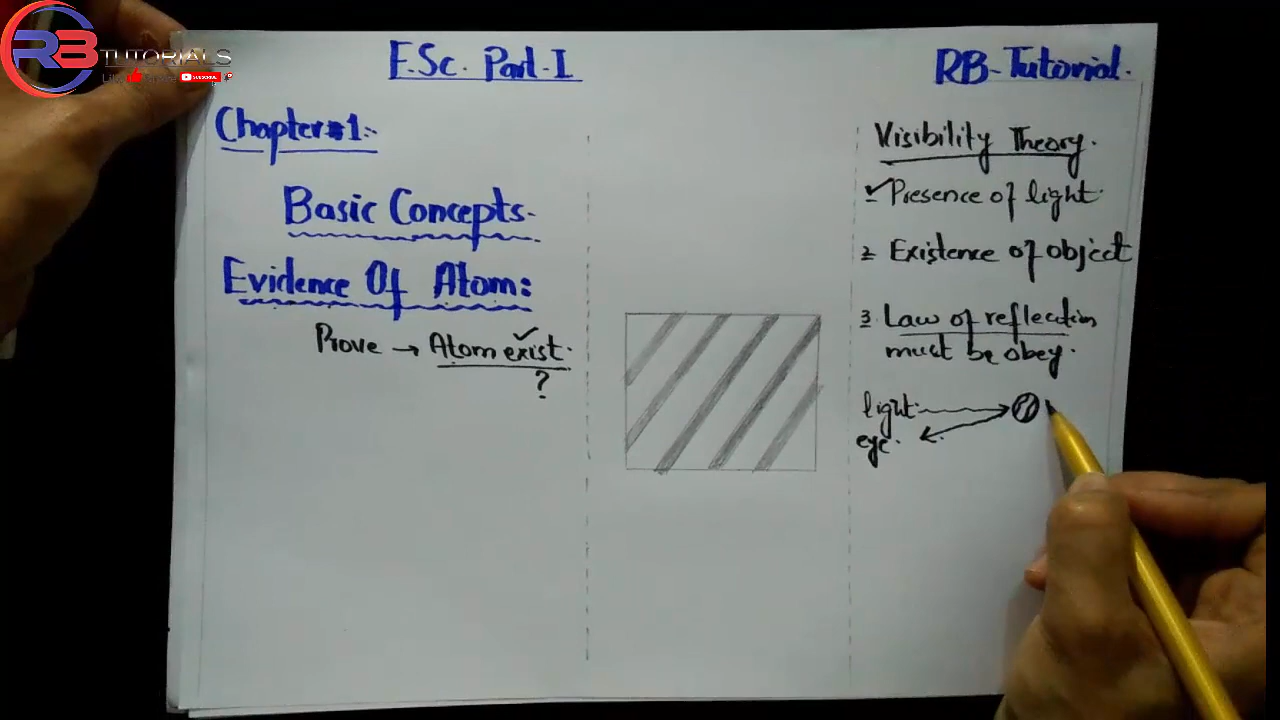 RB TUTORIALS
F.Sc. Part-I
RB-Tutorial.
Chapter#1:-
Basic Concepts.
Evidence Of Atom:
Prove → Atom exist.
?
Visibility Theory.
1 Presence of light.
2 Existence of object
3 Law of reflection
must be obey.
light.
eye.